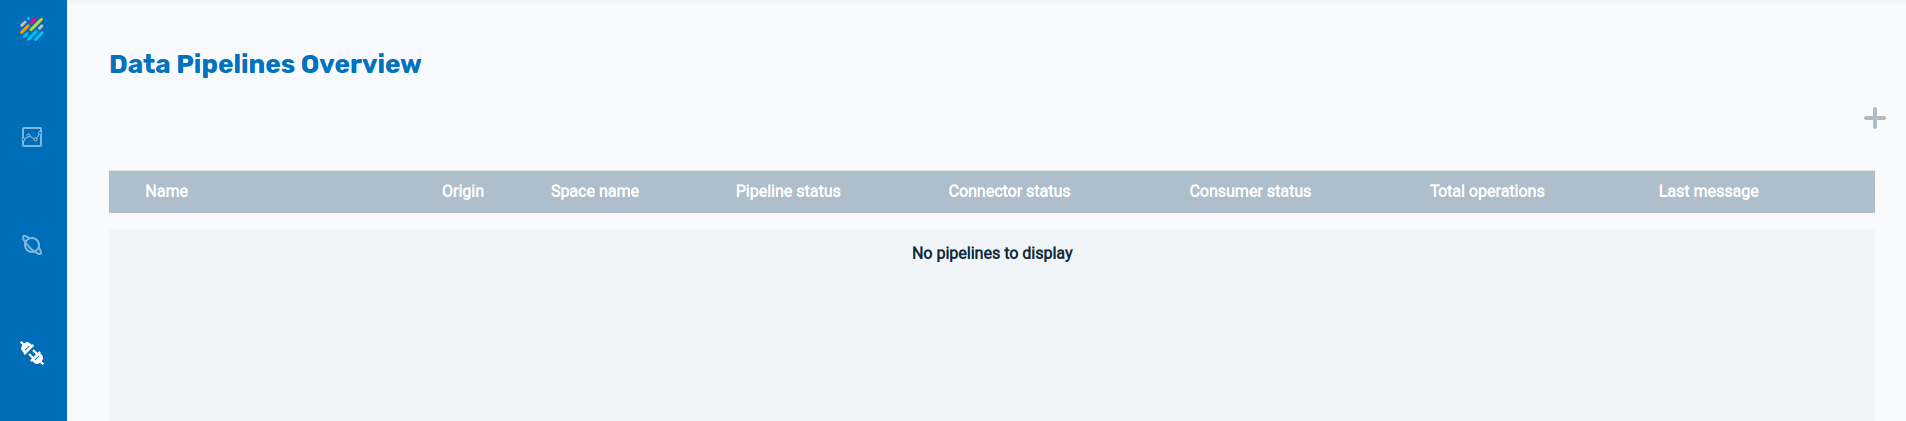 Data Pipelines Overview
Name Origin Space name Pipeline status Connector status Consumer status Total operations Last message
No pipelines to display